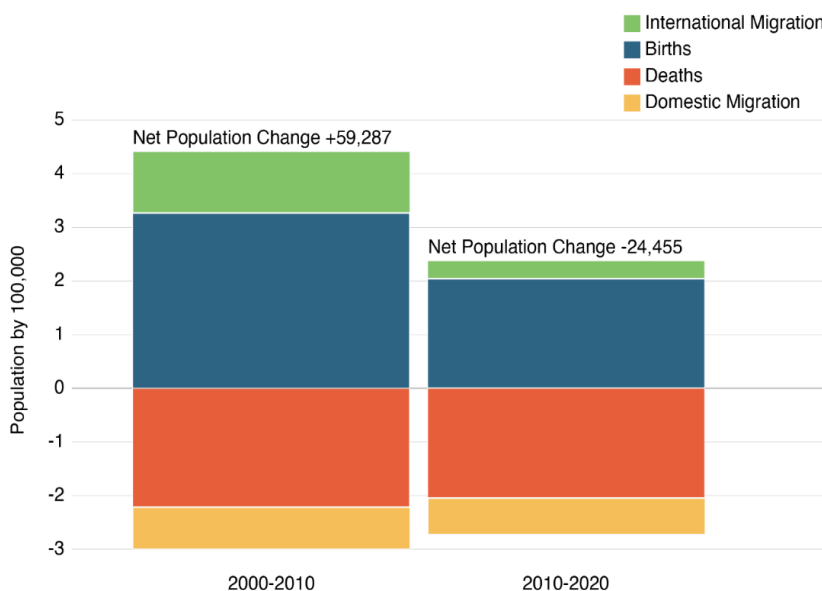 International Migration
Births
Deaths
Domestic Migration
5
Net Population Change +59,287
4
3
Net Population Change -24,455
2
1
0
-1
-2
-3
Population by 100,000
2000-2010
2010-2020